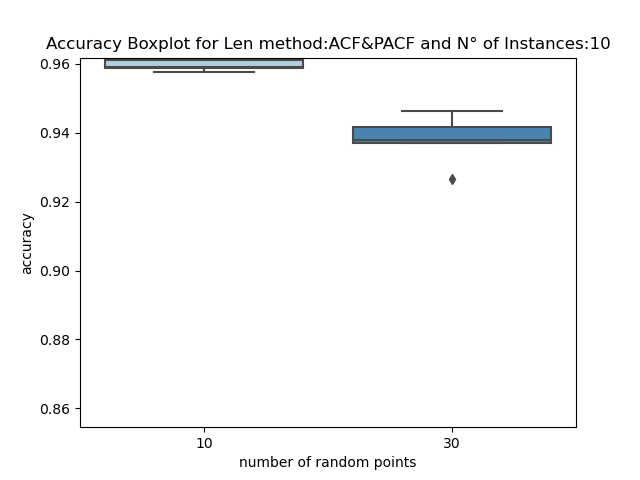 Accuracy Boxplot for Len method:ACF&PACF and N° of Instances:10
0.96
0.94
0.92
0.90
0.88
0.86
accuracy
10 30
number of random points